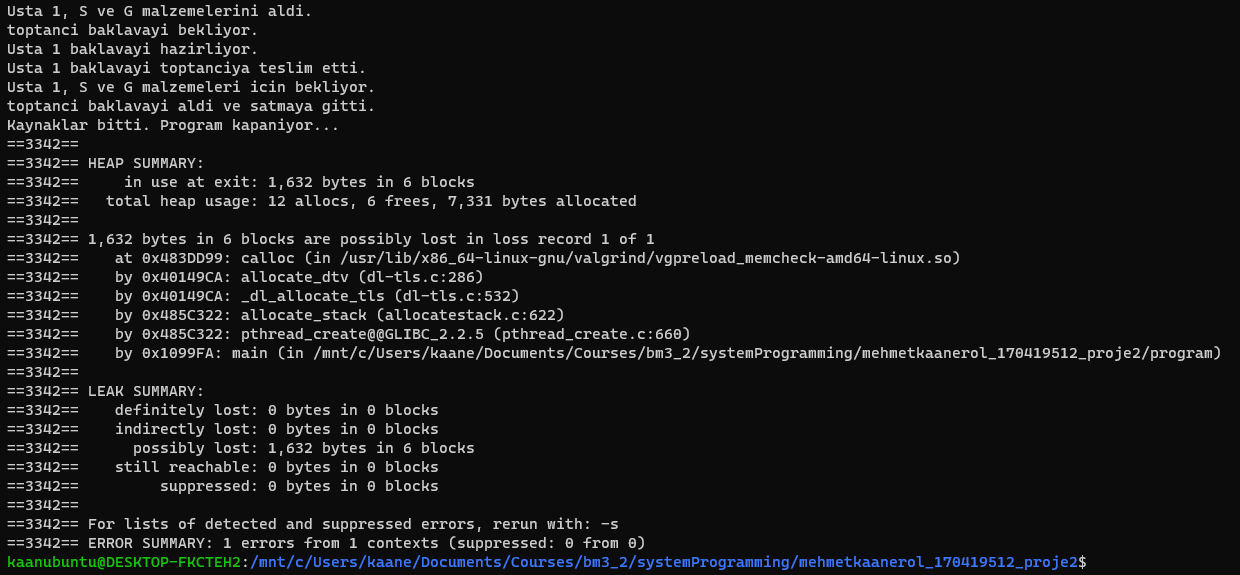 Usta 1, S ve G malzemelerini aldi.
toptanci baklavayi bekliyor.
Usta 1 baklavayi hazirliyor.
Usta 1 baklavayi toptanciya teslim etti.
Usta 1, S ve G malzemeleri icin bekliyor.
toptanci baklavayi aldi ve satmaya gitti.
Kaynaklar bitti. Program kapaniyor...
==3342==
==3342== HEAP SUMMARY:
==3342==     in use at exit: 1,632 bytes in 6 blocks
==3342==   total heap usage: 12 allocs, 6 frees, 7,331 bytes allocated
==3342==
==3342== 1,632 bytes in 6 blocks are possibly lost in loss record 1 of 1
==3342==    at 0x483DD99: calloc (in /usr/lib/x86_64-linux-gnu/valgrind/vgpreload_memcheck-amd64-linux.so)
==3342==    by 0x40149CA: allocate_dtv (dl-tls.c:286)
==3342==    by 0x40149CA: _dl_allocate_tls (dl-tls.c:532)
==3342==    by 0x485C322: allocate_stack (allocatestack.c:622)
==3342==    by 0x485C322: pthread_create@@GLIBC_2.2.5 (pthread_create.c:660)
==3342==    by 0x1099FA: main (in /mnt/c/Users/kaane/Documents/Courses/bm3_2/systemProgramming/mehmetkaanerol_170419512_proje2/program)
==3342==
==3342== LEAK SUMMARY:
==3342==    definitely lost: 0 bytes in 0 blocks
==3342==    indirectly lost: 0 bytes in 0 blocks
==3342==      possibly lost: 1,632 bytes in 6 blocks
==3342==    still reachable: 0 bytes in 0 blocks
==3342==         suppressed: 0 bytes in 0 blocks
==3342==
==3342== For lists of detected and suppressed errors, rerun with: -s
==3342== ERROR SUMMARY: 1 errors from 1 contexts (suppressed: 0 from 0)
kaanubuntu@DESKTOP-FKCTEH2:/mnt/c/Users/kaane/Documents/Courses/bm3_2/systemProgramming/mehmetkaanerol_170419512_proje2$